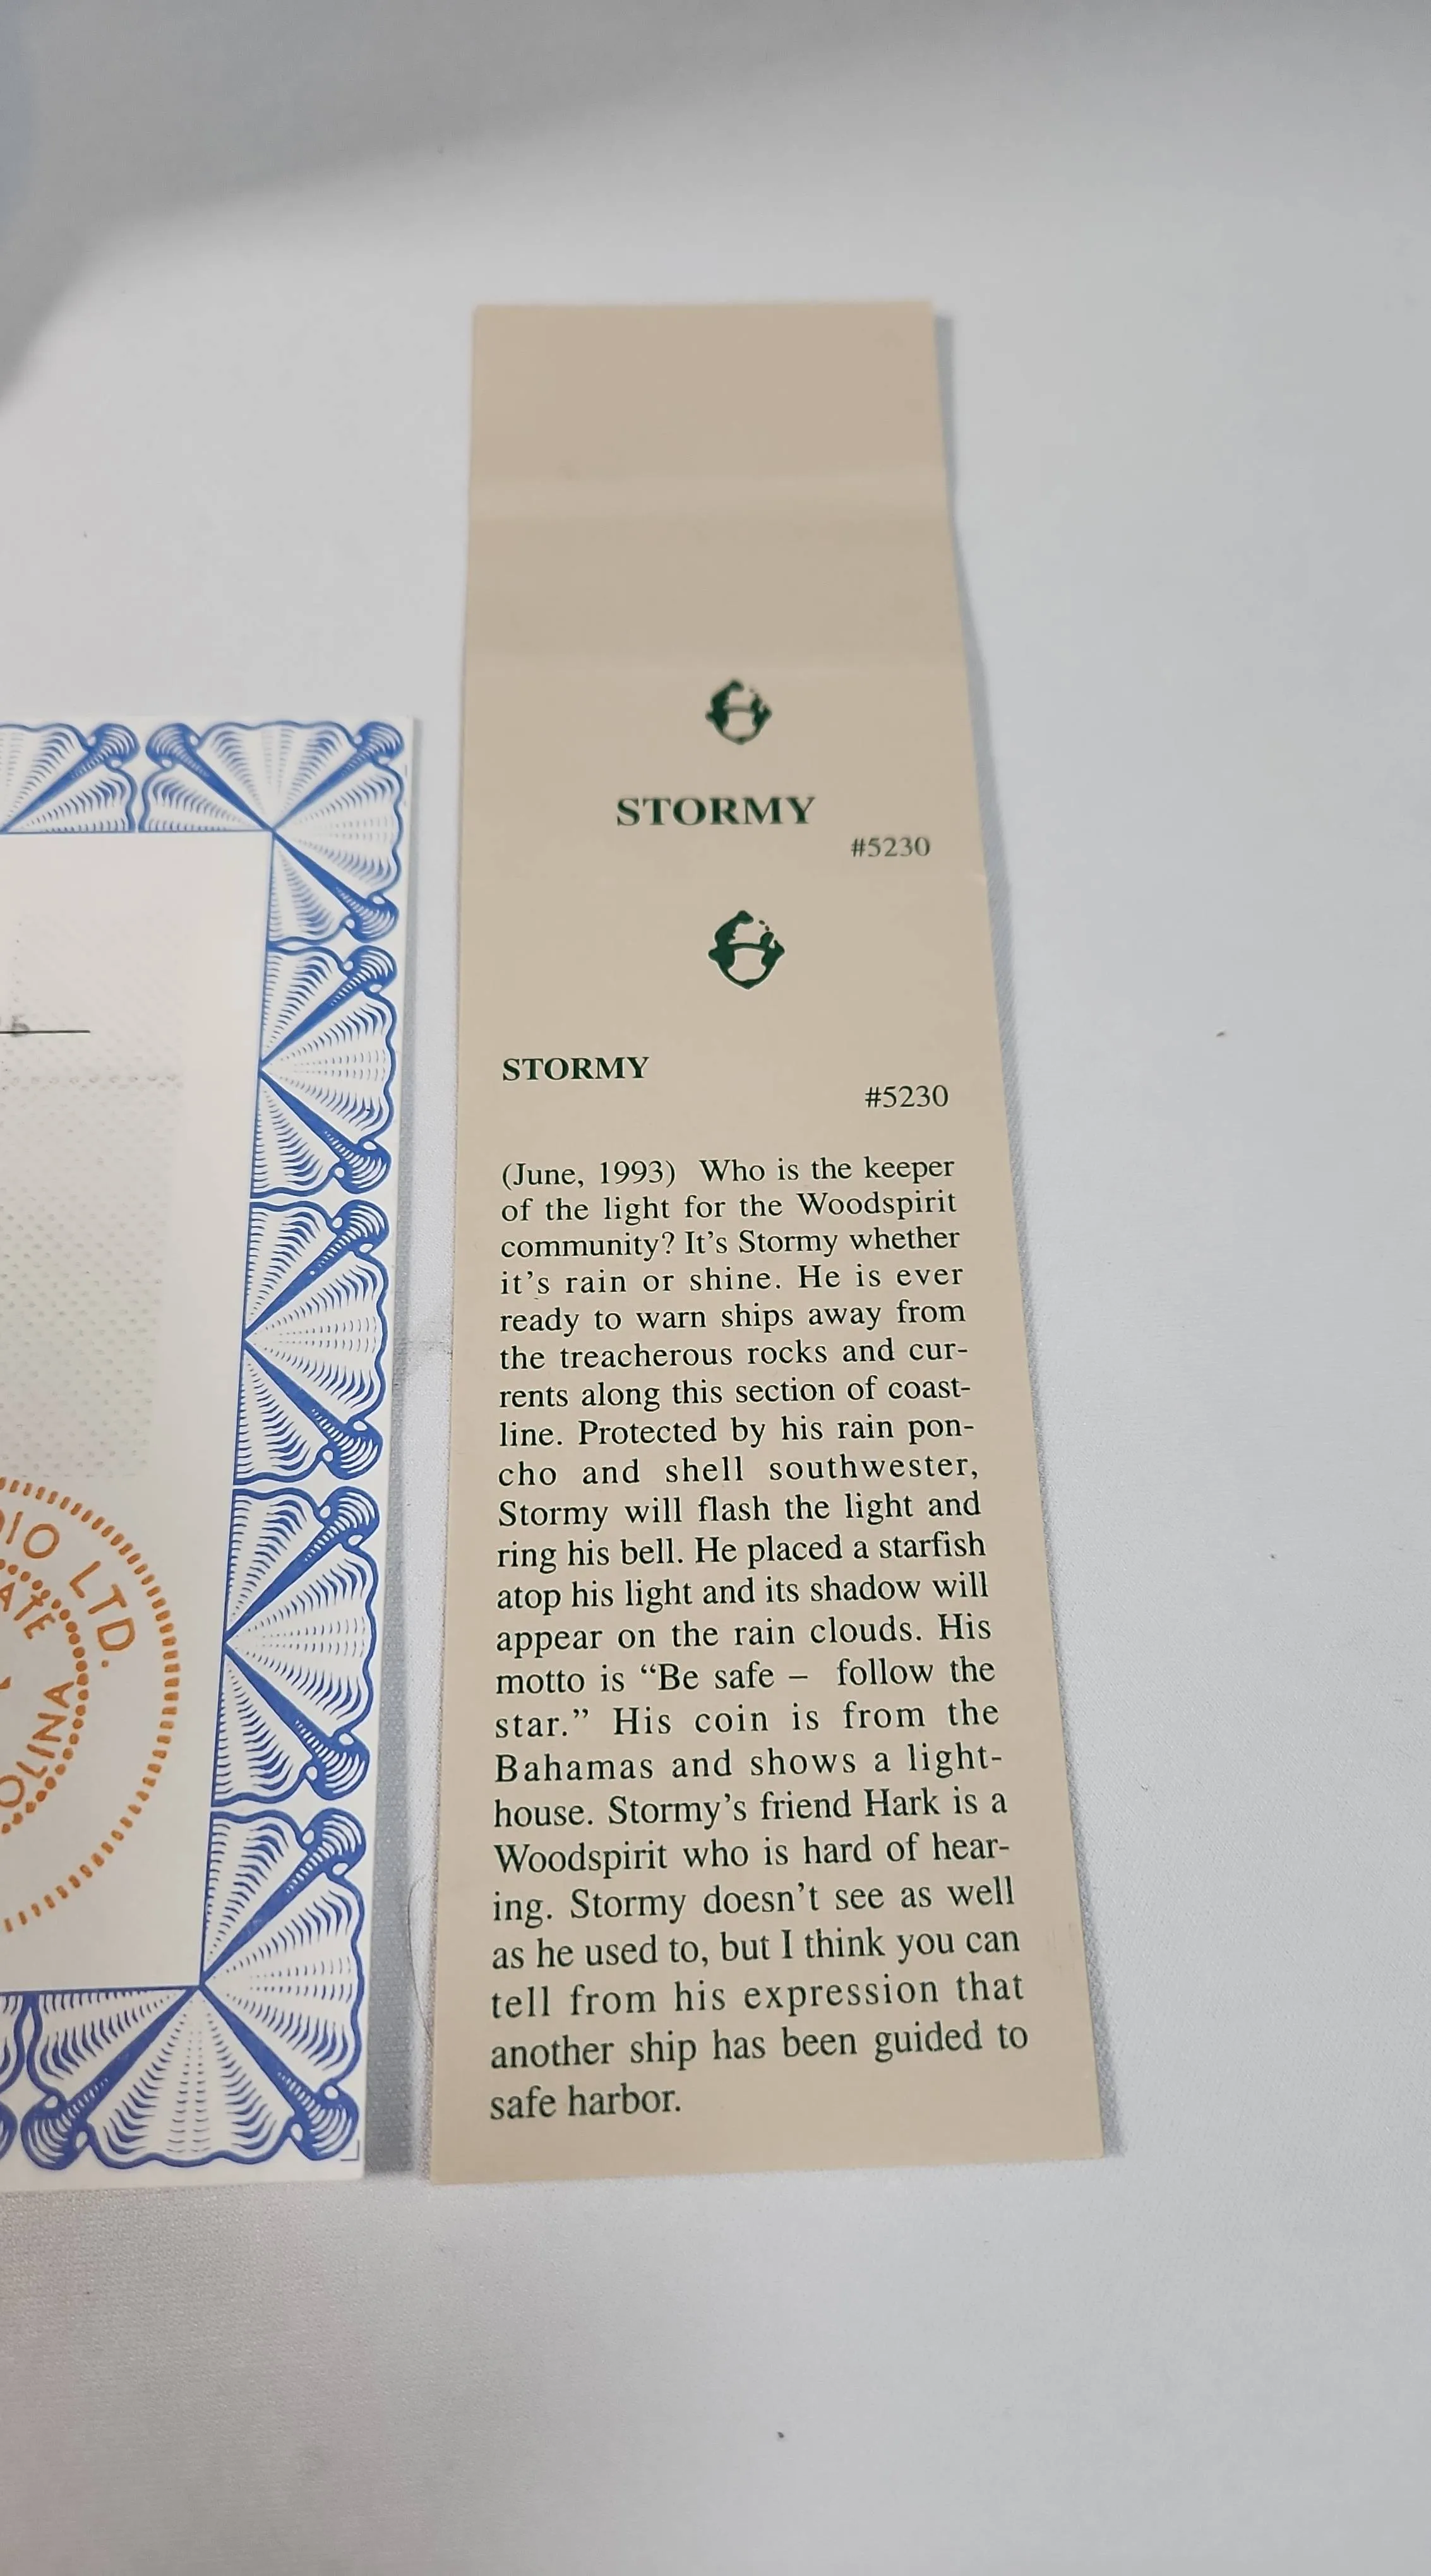 STORMY
#5230
STORMY
#5230
(June, 1993) Who is the keeper
of the light for the Woodspirit
community? It's Stormy whether
it's rain or shine. He is ever
ready to warn ships away from
the treacherous rocks and cur-
rents along this section of coast-
line. Protected by his rain pon-
cho and shell southwester,
Stormy will flash the light and
ring his bell. He placed a starfish
atop his light and its shadow will
appear on the rain clouds. His
motto is “Be safe – follow the
star.” His coin is from the
Bahamas and shows a light-
house. Stormy's friend Hark is a
Woodspirit who is hard of hear-
ing. Stormy doesn't see as well
as he used to, but I think you can
tell from his expression that
another ship has been guided to
safe harbor.
DIO LTD.
ATE
OLINA